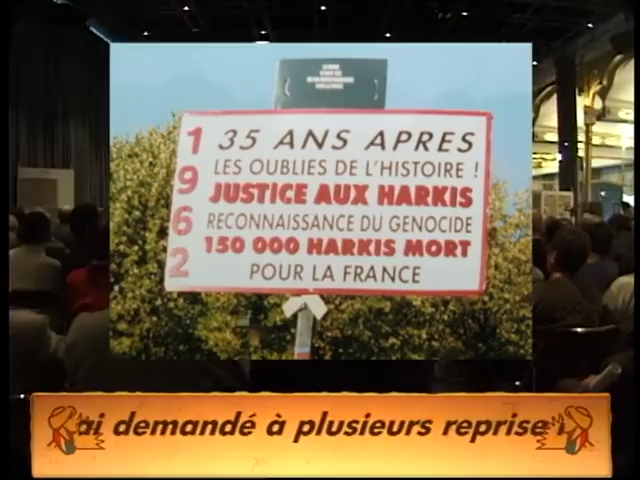 1 35 ANS APRES
9 LES OUBLIES DE L'HISTOIRE !
JUSTICE AUX HARKIS
6 RECONNAISSANCE DU GENOCIDE
150 000 HARKIS MORT
2 POUR LA FRANCE
ai demandé à plusieurs reprise